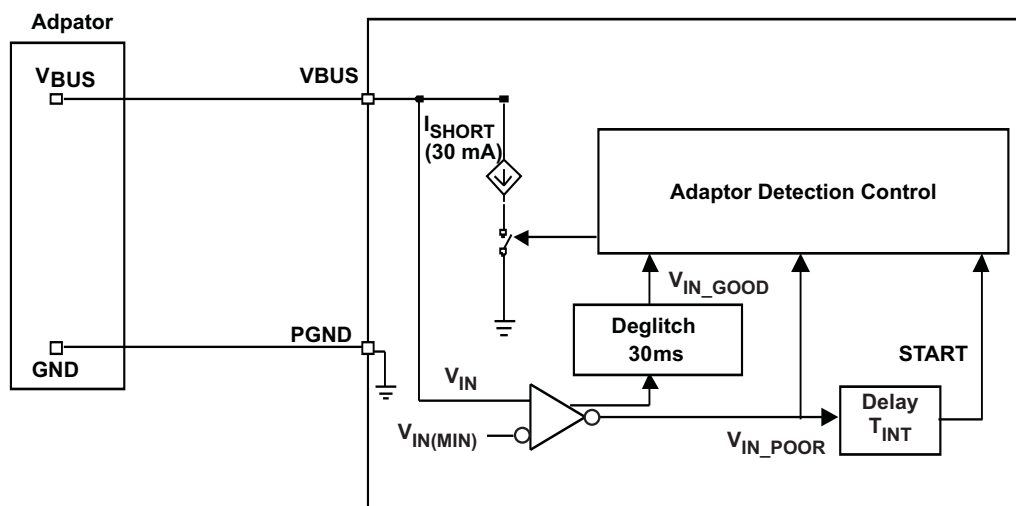 Adpator
VBUS
GND
VBUS
PGND
ISHORT
(30 mA)
Adaptor Detection Control
VIN_GOOD
Deglitch
30ms
START
VIN
VIN(MIN)
VIN_POOR
Delay
TINT